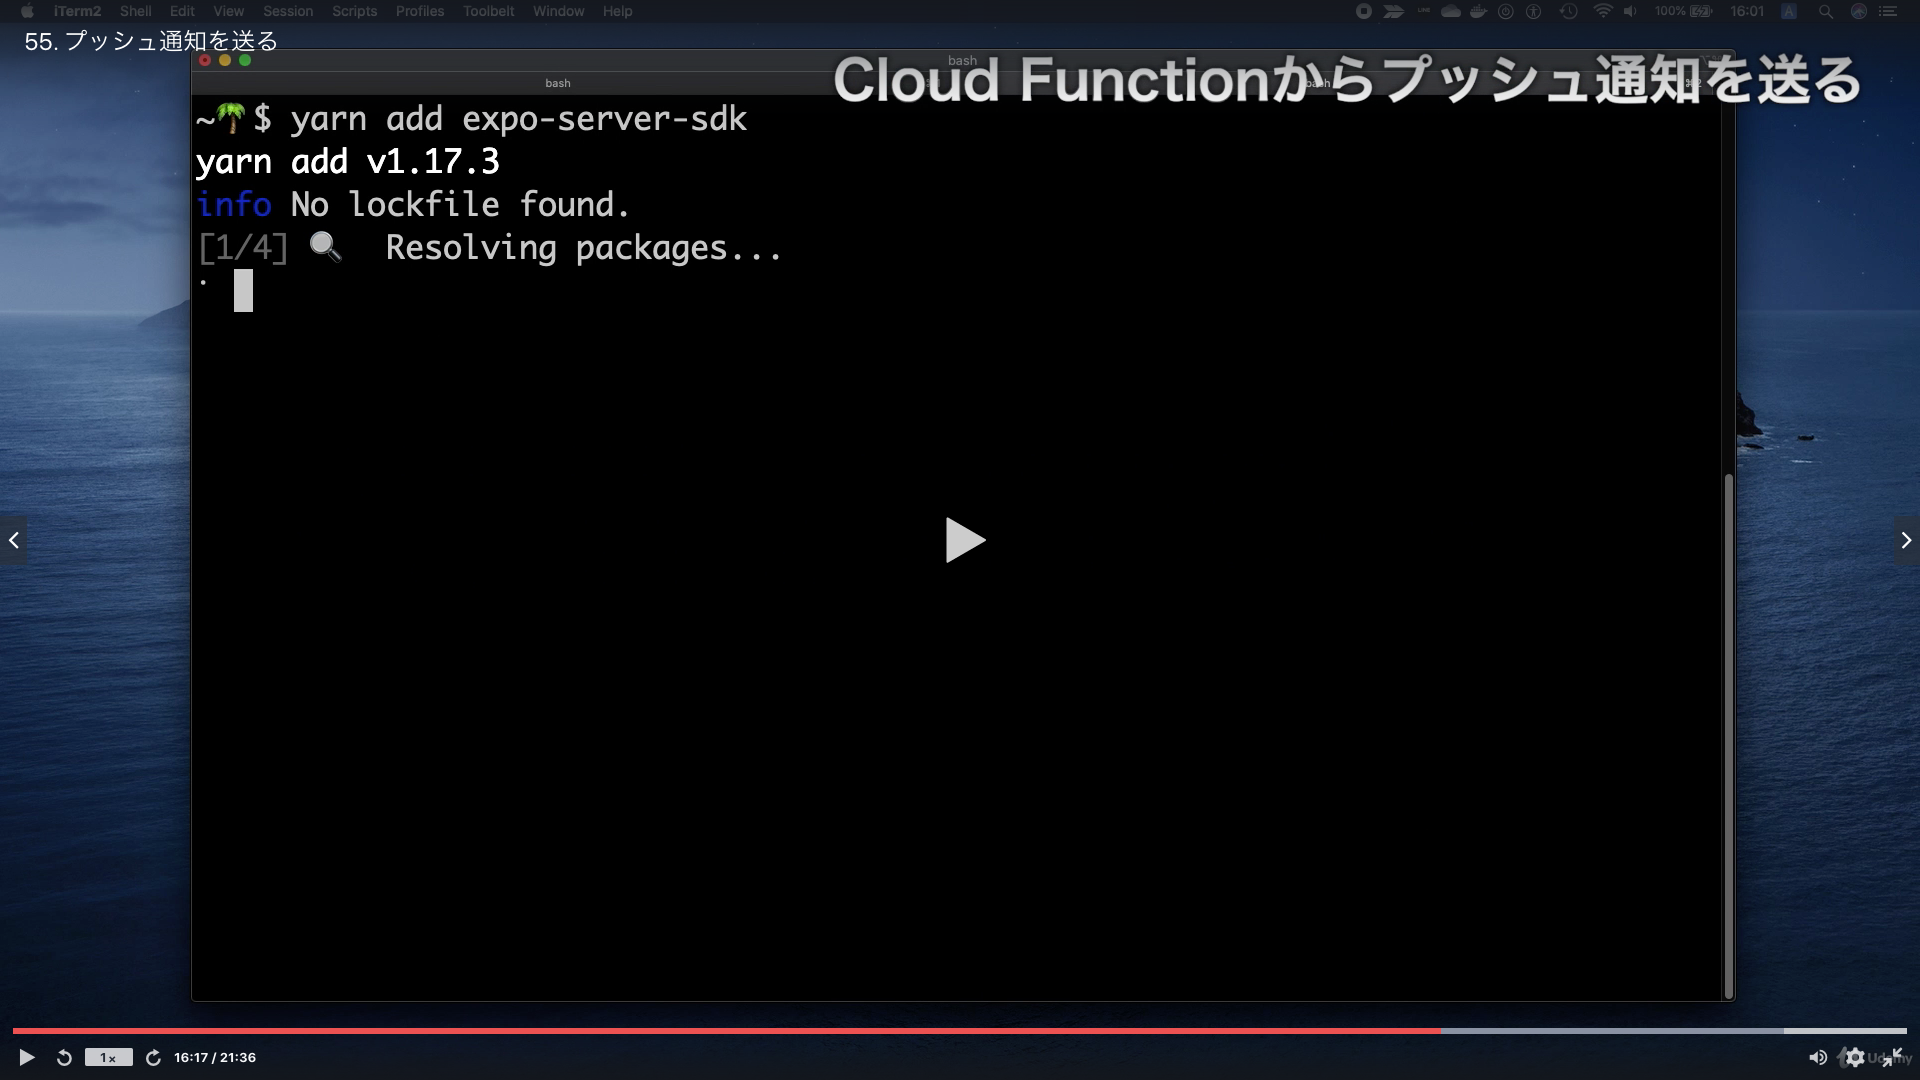 iTerm2 Shell Edit View Session Scripts Profiles Toolbelt Window Help
100% 16:01 A
55. プッシュ通知を送る
bash
Cloud Functionからプッシュ通知を送る
bash
bash
~🌴$ yarn add expo-server-sdk
yarn add v1.17.3
info No lockfile found.
[1/4] 🔍 Resolving packages...
1x
16:17 / 21:36
Udemy